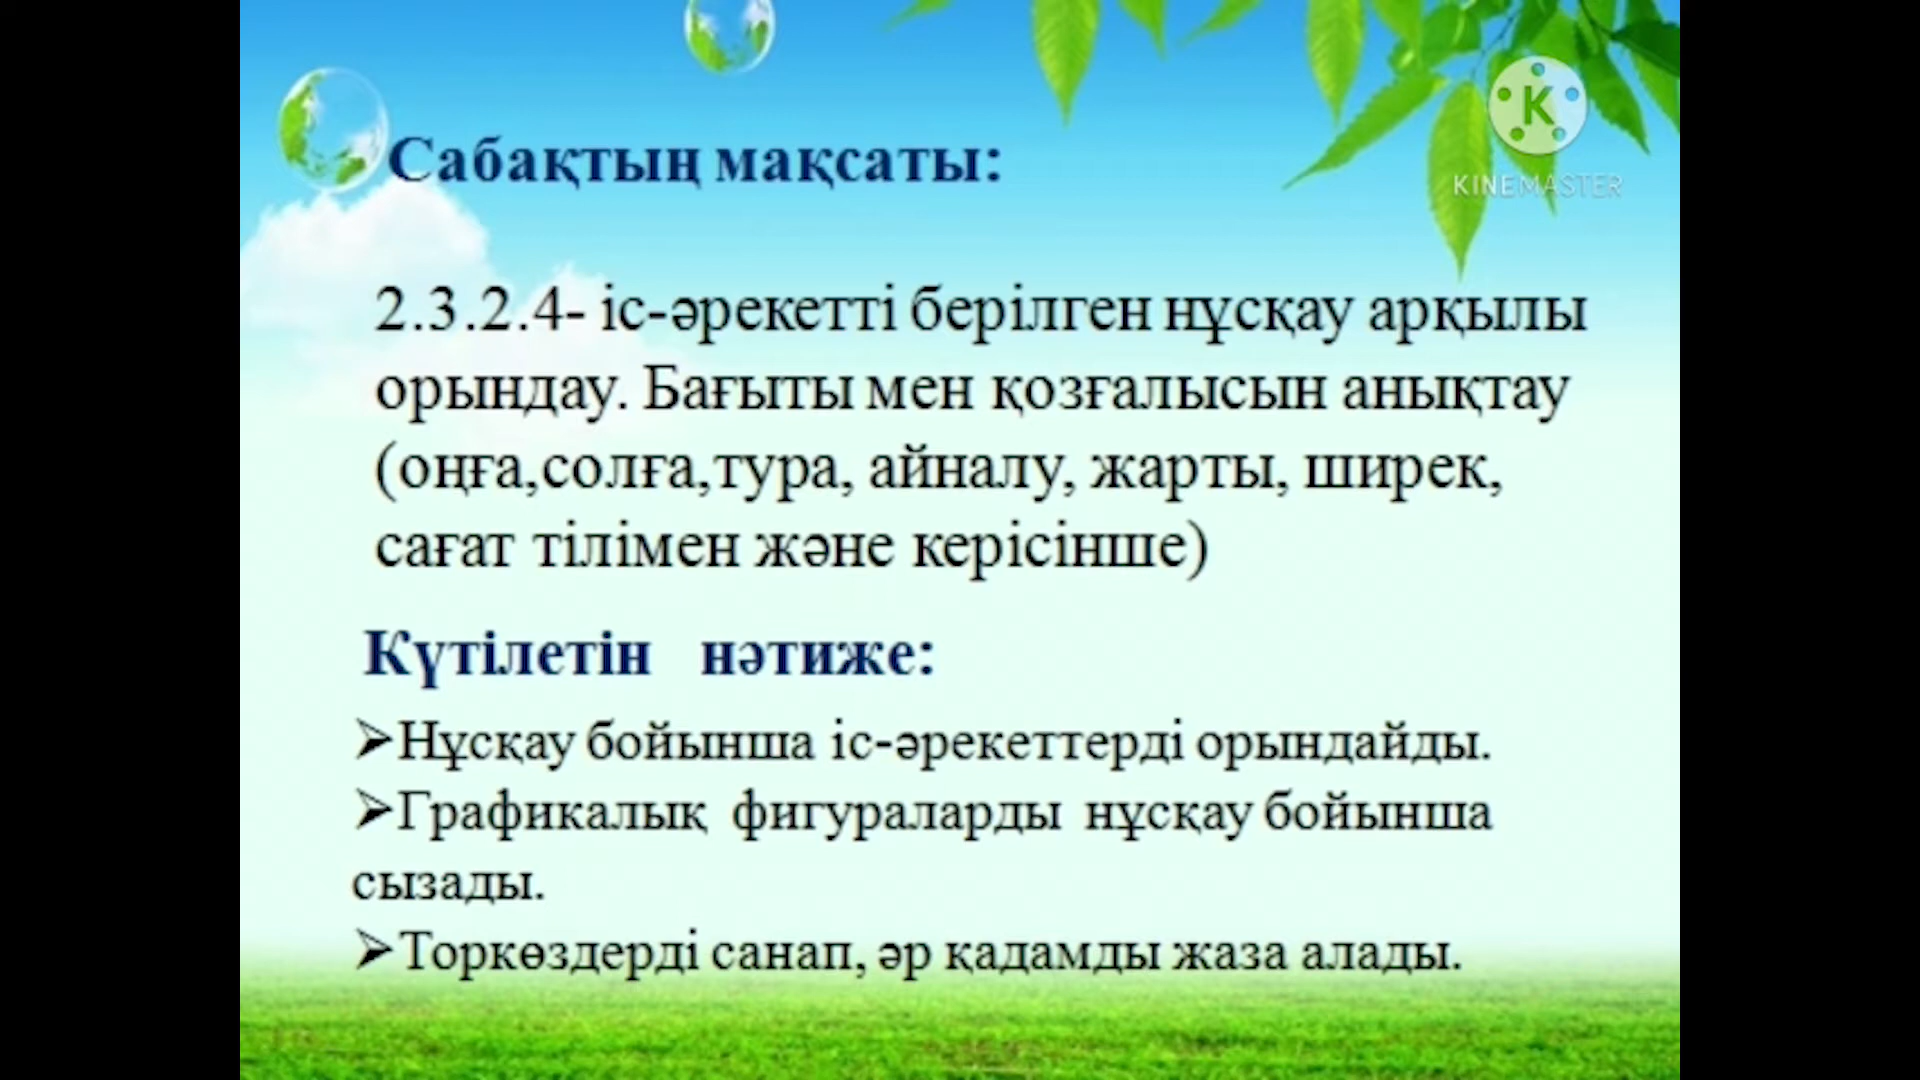 K
KINEMASTER
Сабақтың мақсаты:
2.3.2.4- іс-әрекетті берілген нұсқау арқылы
орындау. Бағыты мен қозғалысын анықтау
(оңға,солға,тура, айналу, жарты, ширек,
сағат тілімен және керісінше)
Күтілетін нәтиже:
➢Нұсқау бойынша іс-әрекеттерді орындайды.
➢Графикалық фигураларды нұсқау бойынша
сызады.
➢Торкөздерді санап, әр қадамды жаза алады.